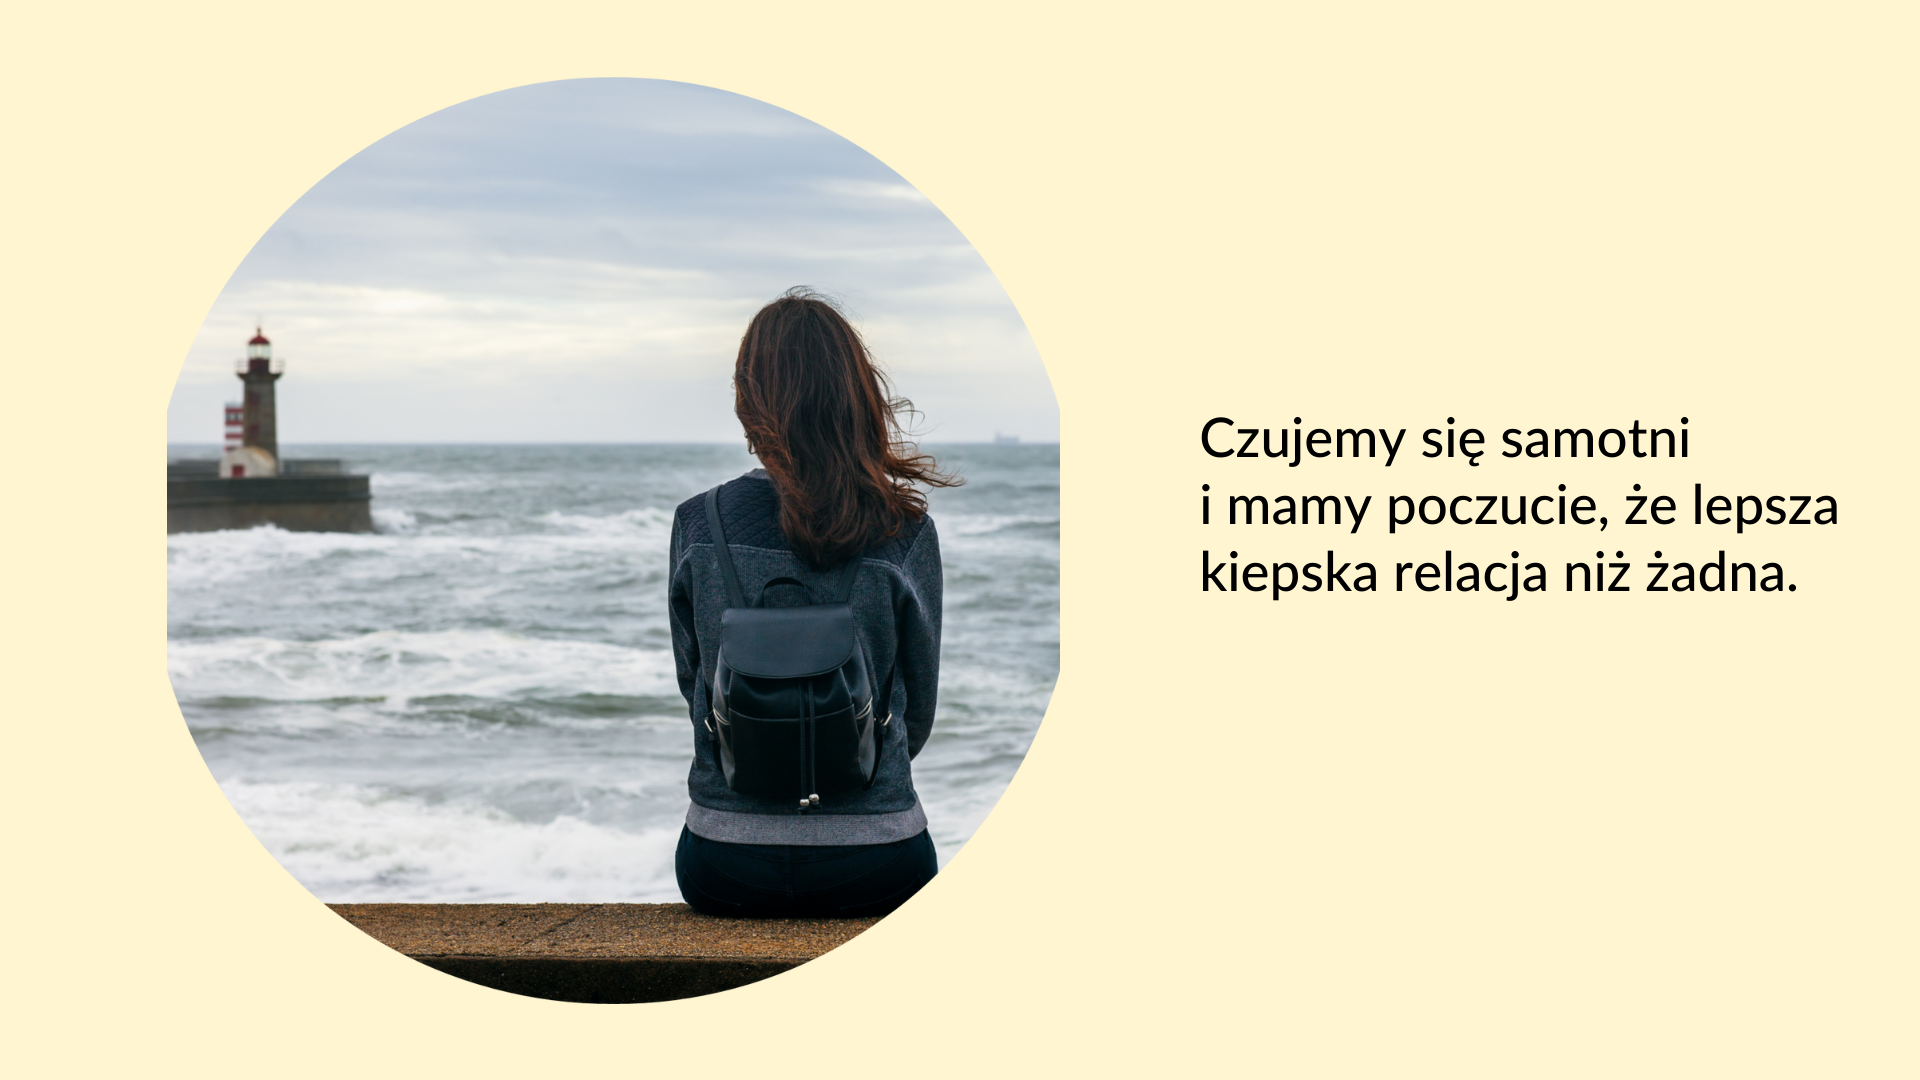 Czujemy się samotni
i mamy poczucie, że lepsza
kiepska relacja niż żadna.